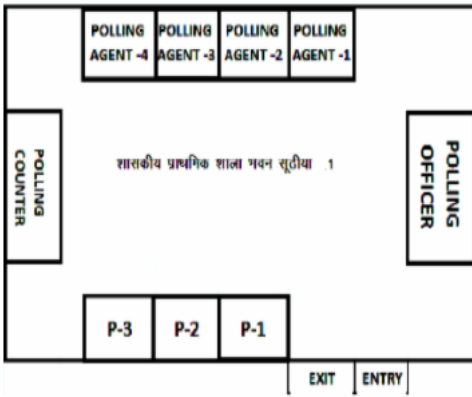 POLLING AGENT -4
POLLING AGENT -3
POLLING AGENT -2
POLLING AGENT -1
POLLING COUNTER
शासकीय प्राथमिक शाला भवन सूढीया .1
POLLING OFFICER
P-3
P-2
P-1
EXIT
ENTRY